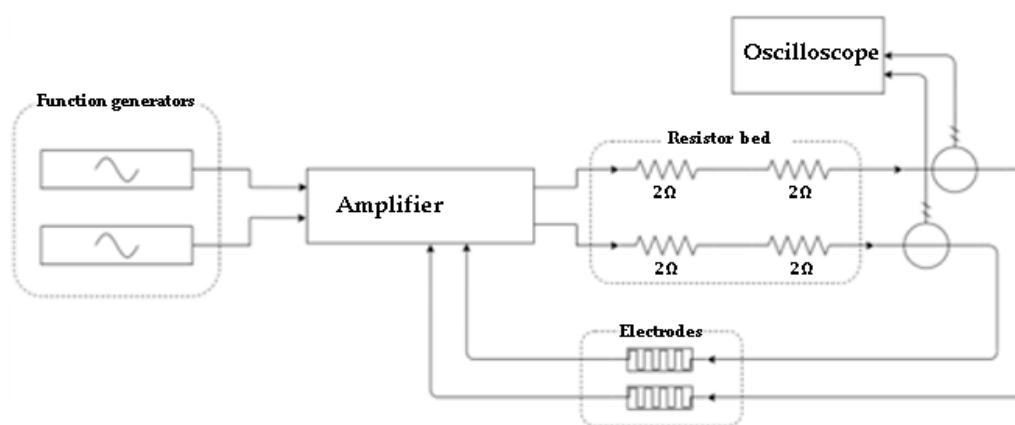 Oscilloscope
Function generators
Resistor bed
Amplifier
2Ω 2Ω
2Ω 2Ω
Electrodes